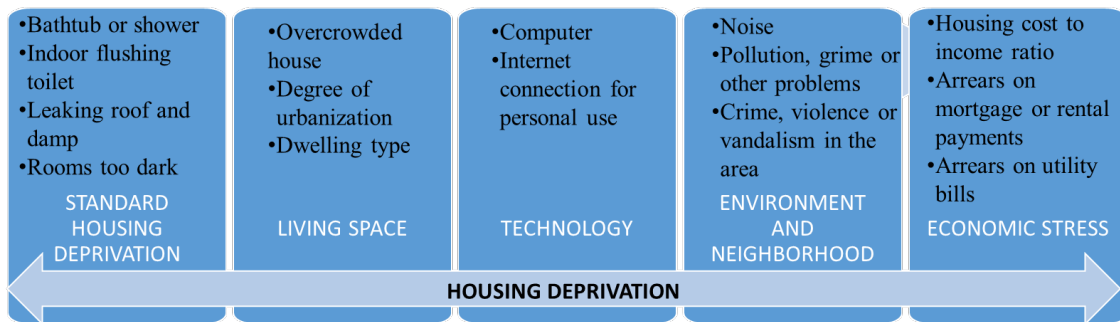 •Bathtub or shower
•Indoor flushing
toilet
•Leaking roof and
damp
•Rooms too dark
STANDARD
HOUSING
DEPRIVATION
•Overcrowded
house
•Degree of
urbanization
•Dwelling type
LIVING SPACE
•Computer
•Internet
connection for
personal use
TECHNOLOGY
•Noise
•Pollution, grime or
other problems
•Crime, violence or
vandalism in the
area
ENVIRONMENT
AND
NEIGHBORHOOD
•Housing cost to
income ratio
•Arrears on
mortgage or rental
payments
•Arrears on utility
bills
ECONOMIC STRESS
HOUSING DEPRIVATION